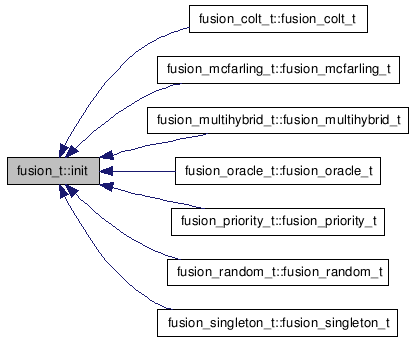 fusion_colt_t::fusion_colt_t
fusion_mcfarling_t::fusion_mcfarling_t
fusion_multihybrid_t::fusion_multihybrid_t
fusion_t::init
fusion_oracle_t::fusion_oracle_t
fusion_priority_t::fusion_priority_t
fusion_random_t::fusion_random_t
fusion_singleton_t::fusion_singleton_t